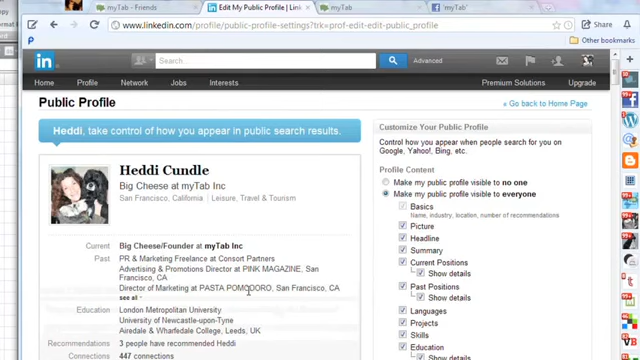 myTab - Friends
Edit My Public Profile | Link
myTab
'myTab'
www.linkedin.com/profile/public-profile-settings?trk=prof-edit-edit-public_profile
Share
Other bookmarks
in
Search...
Advanced
Home
Profile
Network
Jobs
Interests
Premium Solutions
Upgrade
Public Profile
« Go back to Home Page
Heddi, take control of how you appear in public search results.
Heddi Cundle
Big Cheese at myTab Inc
San Francisco, California | Leisure, Travel & Tourism
Current Big Cheese/Founder at myTab Inc
Past PR & Marketing Freelance at Consort Partners
Advertising & Promotions Director at PINK MAGAZINE, San
Francisco, CA
Director of Marketing at PASTA POMODORO, San Francisco, CA
see all
Education London Metropolitan University
University of Newcastle-upon-Tyne
Airedale & Wharfedale College, Leeds, UK
Recommendations 3 people have recommended Heddi
Connections 447 connections
Customize Your Public Profile
Control how you appear when people search for you on
Google, Yahoo!, Bing, etc.
Profile Content
Make my public profile visible to no one
Make my public profile visible to everyone
Basics
Name, industry, location, number of recommendations
Picture
Headline
Summary
Current Positions
Show details
Past Positions
Show details
Languages
Projects
Skills
Education
Show details